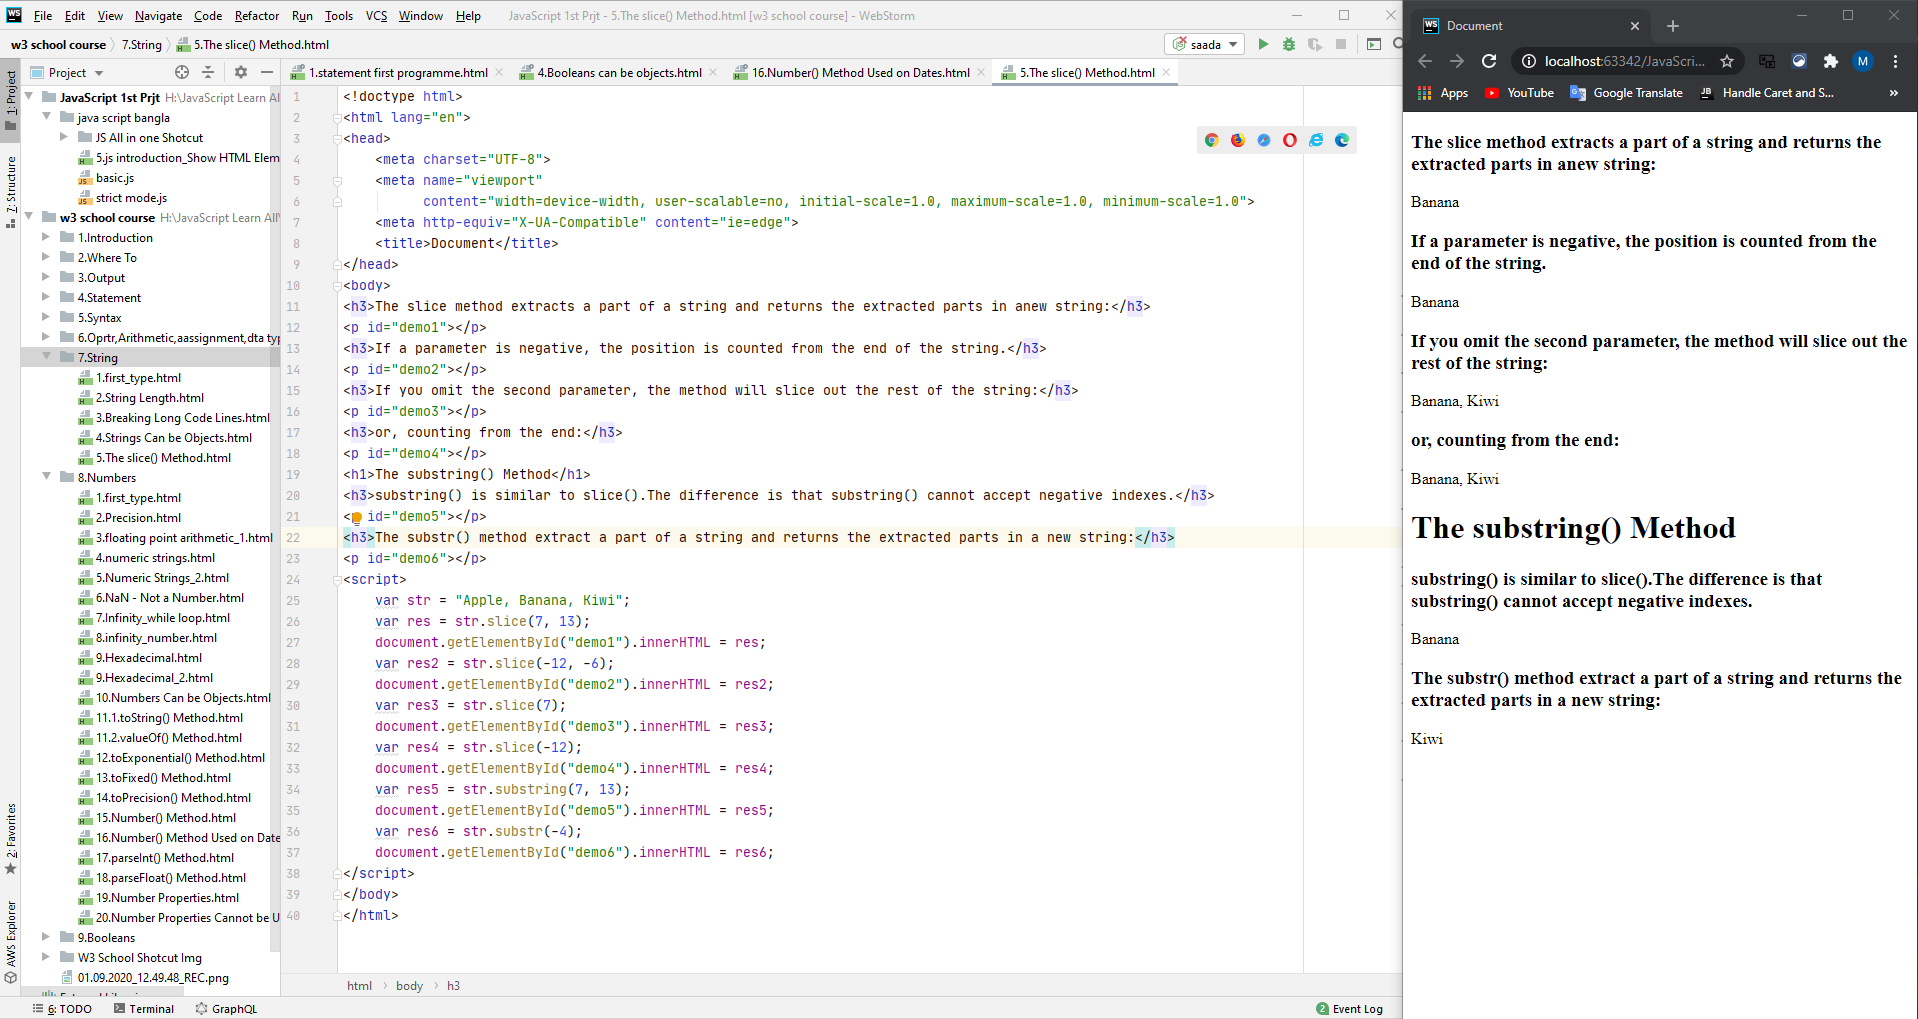 File Edit View Navigate Code Refactor Run Tools VCS Window Help JavaScript 1st Prjt - 5.The slice() Method.html [w3 school course] - WebStorm
w3 school course 7.String 5.The slice() Method.html saada
Project
1.statement first programme.html 4.Booleans can be objects.html 16.Number() Method Used on Dates.html 5.The slice() Method.html
1: Project
7: Structure
2: Favorites
AWS Explorer
JavaScript 1st Prjt H:\JavaScript Learn Al
java script bangla
JS All in one Shotcut
5.js introduction_Show HTML Elem
basic.js
strict mode.js
w3 school course H:\JavaScript Learn All\
1.Introduction
2.Where To
3.Output
4.Statement
5.Syntax
6.Oprtr,Arithmetic,aassignment,dta typ
7.String
1.first_type.html
2.String Length.html
3.Breaking Long Code Lines.html
4.Strings Can be Objects.html
5.The slice() Method.html
8.Numbers
1.first_type.html
2.Precision.html
3.floating point arithmetic_1.html
4.numeric strings.html
5.Numeric Strings_2.html
6.NaN - Not a Number.html
7.Infinity_while loop.html
8.infinity_number.html
9.Hexadecimal.html
9.Hexadecimal_2.html
10.Numbers Can be Objects.html
11.1.toString() Method.html
11.2.valueOf() Method.html
12.toExponential() Method.html
13.toFixed() Method.html
14.toPrecision() Method.html
15.Number() Method.html
16.Number() Method Used on Date
17.parseInt() Method.html
18.parseFloat() Method.html
19.Number Properties.html
20.Number Properties Cannot be U
9.Booleans
W3 School Shotcut Img
01.09.2020_12.49.48_REC.png
1 <!doctype html>
2 <html lang="en">
3 <head>
4 <meta charset="UTF-8">
5 <meta name="viewport"
6 content="width=device-width, user-scalable=no, initial-scale=1.0, maximum-scale=1.0, minimum-scale=1.0">
7 <meta http-equiv="X-UA-Compatible" content="ie=edge">
8 <title>Document</title>
9 </head>
10 <body>
11 <h3>The slice method extracts a part of a string and returns the extracted parts in anew string:</h3>
12 <p id="demo1"></p>
13 <h3>If a parameter is negative, the position is counted from the end of the string.</h3>
14 <p id="demo2"></p>
15 <h3>If you omit the second parameter, the method will slice out the rest of the string:</h3>
16 <p id="demo3"></p>
17 <h3>or, counting from the end:</h3>
18 <p id="demo4"></p>
19 <h1>The substring() Method</h1>
20 <h3>substring() is similar to slice().The difference is that substring() cannot accept negative indexes.</h3>
21 < id="demo5"></p>
22 <h3>The substr() method extract a part of a string and returns the extracted parts in a new string:</h3>
23 <p id="demo6"></p>
24 <script>
25 var str = "Apple, Banana, Kiwi";
26 var res = str.slice(7, 13);
27 document.getElementById("demo1").innerHTML = res;
28 var res2 = str.slice(-12, -6);
29 document.getElementById("demo2").innerHTML = res2;
30 var res3 = str.slice(7);
31 document.getElementById("demo3").innerHTML = res3;
32 var res4 = str.slice(-12);
33 document.getElementById("demo4").innerHTML = res4;
34 var res5 = str.substring(7, 13);
35 document.getElementById("demo5").innerHTML = res5;
36 var res6 = str.substr(-4);
37 document.getElementById("demo6").innerHTML = res6;
38 </script>
39 </body>
40 </html>
html body h3
6: TODO Terminal GraphQL 2 Event Log
Document
localhost:63342/JavaScri... M
Apps YouTube Google Translate Handle Caret and S... »
The slice method extracts a part of a string and returns the
extracted parts in anew string:
Banana
If a parameter is negative, the position is counted from the
end of the string.
Banana
If you omit the second parameter, the method will slice out the
rest of the string:
Banana, Kiwi
or, counting from the end:
Banana, Kiwi
The substring() Method
substring() is similar to slice().The difference is that
substring() cannot accept negative indexes.
Banana
The substr() method extract a part of a string and returns the
extracted parts in a new string:
Kiwi